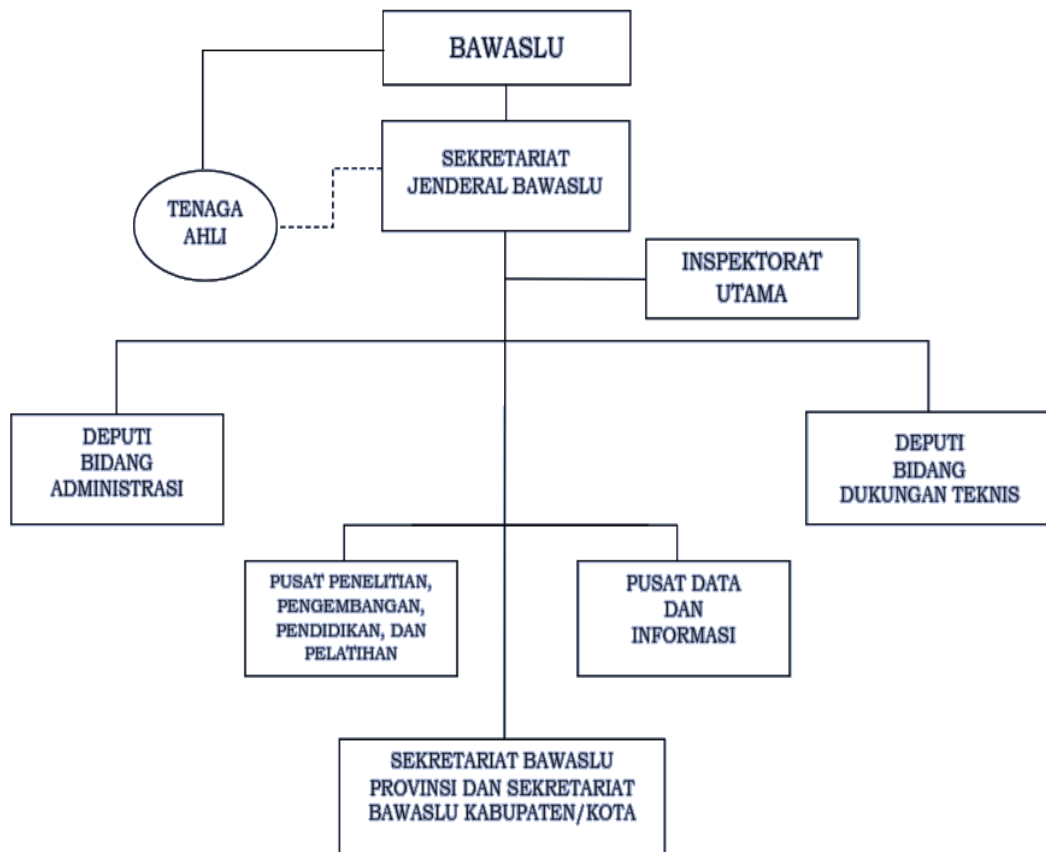 BAWASLU
SEKRETARIAT
JENDERAL BAWASLU
TENAGA
AHLI
INSPEKTORAT
UTAMA
DEPUTI
BIDANG
ADMINISTRASI
DEPUTI
BIDANG
DUKUNGAN TEKNIS
PUSAT PENELITIAN,
PENGEMBANGAN,
PENDIDIKAN, DAN
PELATIHAN
PUSAT DATA
DAN
INFORMASI
SEKRETARIAT BAWASLU
PROVINSI DAN SEKRETARIAT
BAWASLU KABUPATEN/KOTA